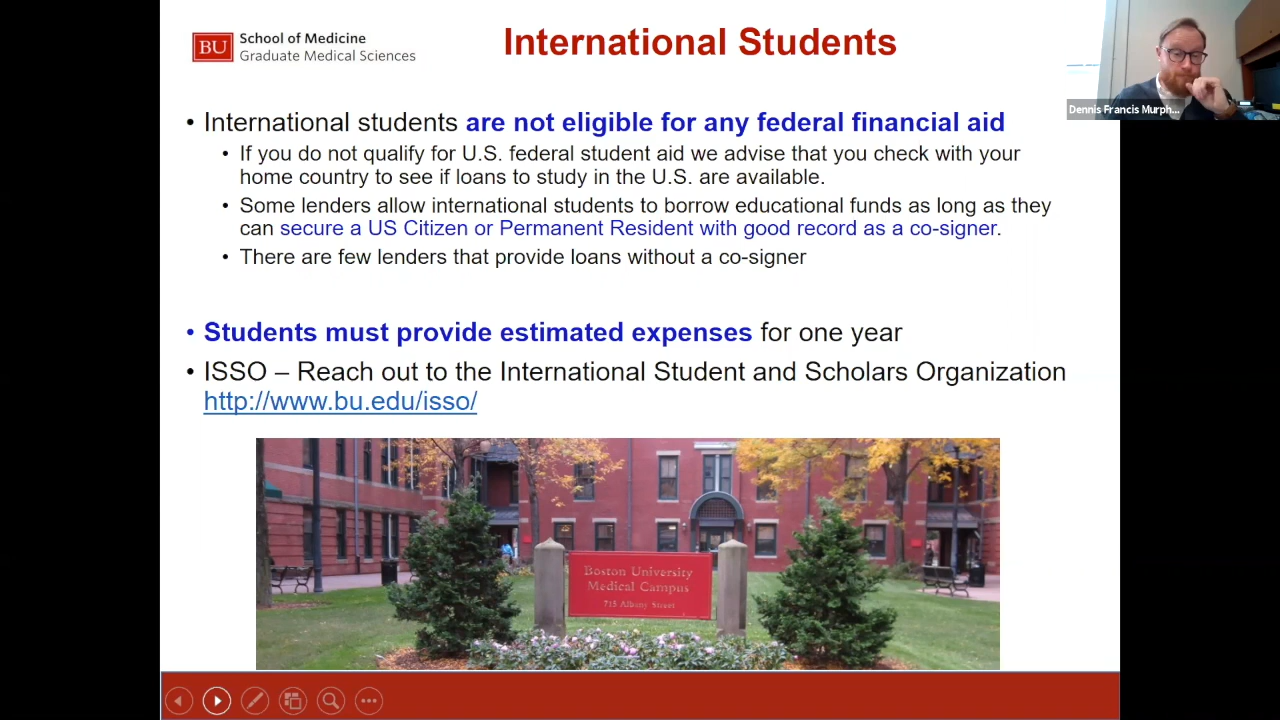 BU
School of Medicine
Graduate Medical Sciences
International Students
Dennis Francis Murph...
• International students are not eligible for any federal financial aid
• If you do not qualify for U.S. federal student aid we advise that you check with your
home country to see if loans to study in the U.S. are available.
• Some lenders allow international students to borrow educational funds as long as they
can secure a US Citizen or Permanent Resident with good record as a co-signer.
• There are few lenders that provide loans without a co-signer
• Students must provide estimated expenses for one year
• ISSO – Reach out to the International Student and Scholars Organization
http://www.bu.edu/isso/
Boston University
Medical Campus
715 Albany Street